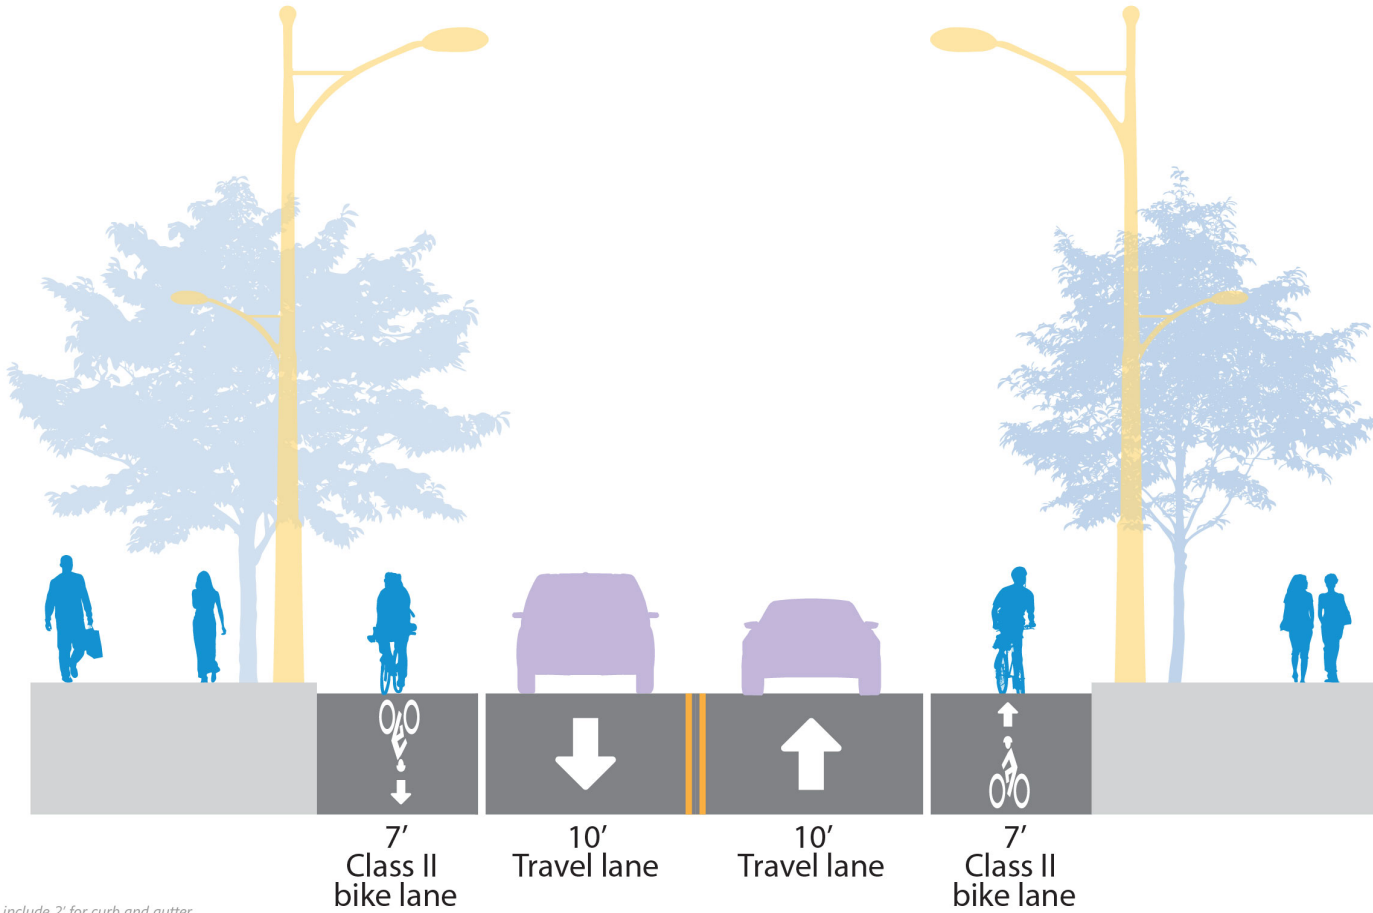 7’
Class II
bike lane
10’
Travel lane
10’
Travel lane
7’
Class II
bike lane
include 2’ for curb and gutter